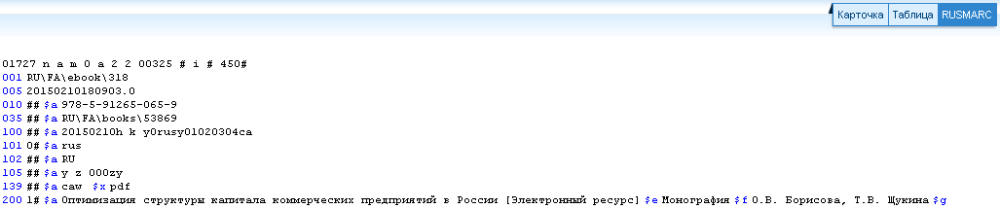 Карточка Таблица RUSMARC
01727 n a m 0 a 2 2 00325 # i # 450#
001 RU\FA\ebook\318
005 20150210180903.0
010 ## $a 978-5-91265-065-9
035 ## $a RU\FA\books\53869
100 ## $a 20150210h k y0rusy01020304ca
101 0# $a rus
102 ## $a RU
105 ## $a y z 000zy
139 ## $a caw $x pdf
200 1# $a Оптимизация структуры капитала коммерческих предприятий в России [Электронный ресурс] $e Монография $f О.В. Борисова, Т.В. Щукина $g